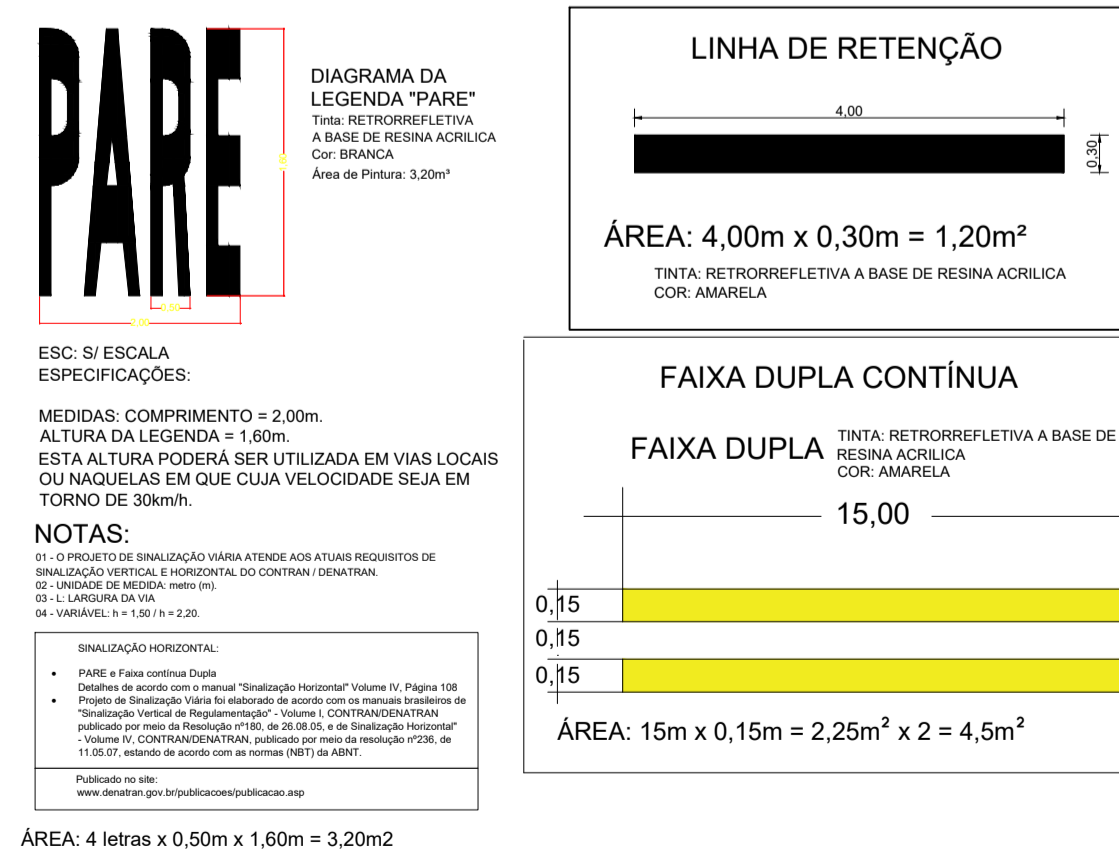 PARE
1.60
2.00
DIAGRAMA DA
LEGENDA "PARE"
Tinta: RETRORREFLETIVA
A BASE DE RESINA ACRILICA
Cor: BRANCA
Área de Pintura: 3,20m³
ESC: S/ ESCALA
ESPECIFICAÇÕES:
MEDIDAS: COMPRIMENTO = 2,00m.
ALTURA DA LEGENDA = 1,60m.
ESTA ALTURA PODERÁ SER UTILIZADA EM VIAS LOCAIS
OU NAQUELAS EM QUE CUJA VELOCIDADE SEJA EM
TORNO DE 30km/h.
NOTAS:
01 - O PROJETO DE SINALIZAÇÃO VIÁRIA ATENDE AOS ATUAIS REQUISITOS DE
SINALIZAÇÃO VERTICAL E HORIZONTAL DO CONTRAN / DENATRAN.
02 - UNIDADE DE MEDIDA: metro (m).
03 - L: LARGURA DA VIA
04 - VARIÁVEL: h = 1,50 / h = 2,20.
SINALIZAÇÃO HORIZONTAL:
• PARE e Faixa contínua Dupla
Detalhes de acordo com o manual "Sinalização Horizontal" Volume IV, Página 108
• Projeto de Sinalização Viária foi elaborado de acordo com os manuais brasileiros de
"Sinalização Vertical de Regulamentação" - Volume I, CONTRAN/DENATRAN
publicado por meio da Resolução nº180, de 26.08.05, e de Sinalização Horizontal"
- Volume IV, CONTRAN/DENATRAN, publicado por meio da resolução nº236, de
11.05.07, estando de acordo com as normas (NBT) da ABNT.
Publicado no site:
www.denatran.gov.br/publicacoes/publicacao.asp
ÁREA: 4 letras x 0,50m x 1,60m = 3,20m2
LINHA DE RETENÇÃO
4,00
0,30
ÁREA: 4,00m x 0,30m = 1,20m²
TINTA: RETRORREFLETIVA A BASE DE RESINA ACRILICA
COR: AMARELA
FAIXA DUPLA CONTÍNUA
FAIXA DUPLA
TINTA: RETRORREFLETIVA A BASE DE
RESINA ACRILICA
COR: AMARELA
15,00
0,15
0,15
0,15
ÁREA: 15m x 0,15m = 2,25m² x 2 = 4,5m²